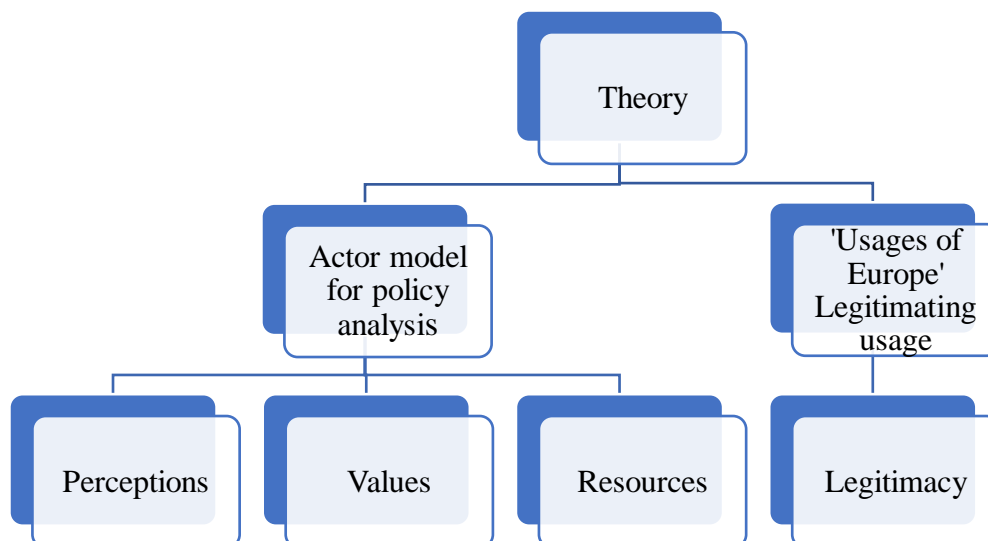 Theory
Actor model
for policy
analysis
'Usages of
Europe'
Legitimating
usage
Perceptions
Values
Resources
Legitimacy